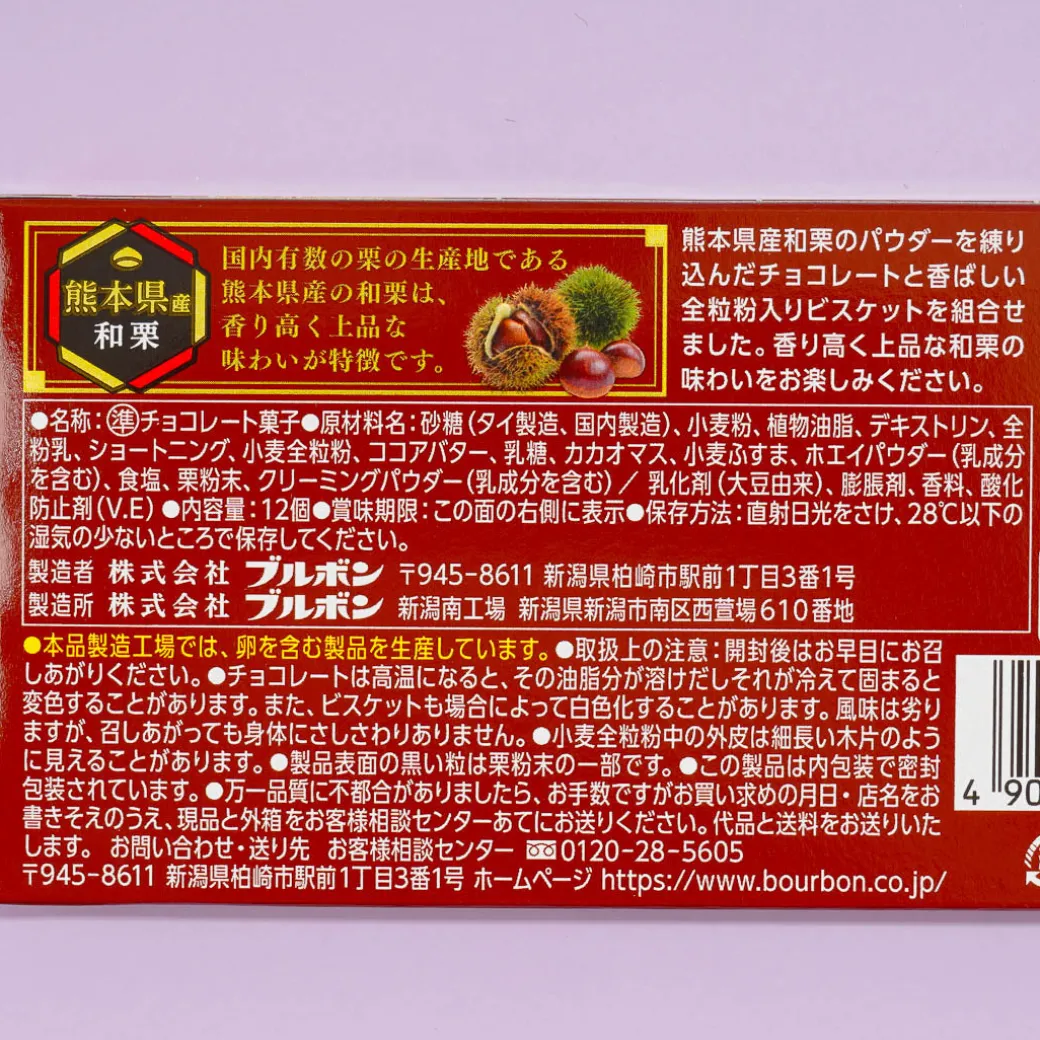 熊本県産
和栗
国内有数の栗の生産地である
熊本県産の和栗は、
香り高く上品な
味わいが特徴です。
熊本県産和栗のパウダーを練り
込んだチョコレートと香ばしい
全粒粉入りビスケットを組合せ
ました。香り高く上品な和栗の
味わいをお楽しみください。
●名称:㊜チョコレート菓子●原材料名:砂糖(タイ製造、国内製造)、小麦粉、植物油脂、デキストリン、全
粉乳、ショートニング、小麦全粒粉、ココアバター、乳糖、カカオマス、小麦ふすま、ホエイパウダー(乳成分
を含む)、食塩、栗粉末、クリーミングパウダー(乳成分を含む)/乳化剤(大豆由来)、膨脹剤、香料、酸化
防止剤(V.E)●内容量:12個●賞味期限:この面の右側に表示●保存方法:直射日光をさけ、28℃以下の
湿気の少ないところで保存してください。
製造者 株式会社 ブルボン 〒945-8611 新潟県柏崎市駅前1丁目3番1号
製造所 株式会社 ブルボン 新潟南工場 新潟県新潟市南区西萱場610番地
●本品製造工場では、卵を含む製品を生産しています。●取扱上の注意:開封後はお早目にお召
しあがりください。●チョコレートは高温になると、その油脂分が溶けだしそれが冷えて固まると
変色することがあります。また、ビスケットも場合によって白色化することがあります。風味は劣り
ますが、召しあがっても身体にさしさわりありません。●小麦全粒粉中の外皮は細長い木片のよう
に見えることがあります。●製品表面の黒い粒は栗粉末の一部です。●この製品は内包装で密封
包装されています。●万一品質に不都合がありましたら、お手数ですがお買い求めの月日・店名をお
書きそえのうえ、現品と外箱をお客様相談センターあてにお送りください。代品と送料をお送りいた
します。 お問い合わせ・送り先 お客様相談センター 0120-28-5605
〒945-8611 新潟県柏崎市駅前1丁目3番1号 ホームページ https://www.bourbon.co.jp/
4 90